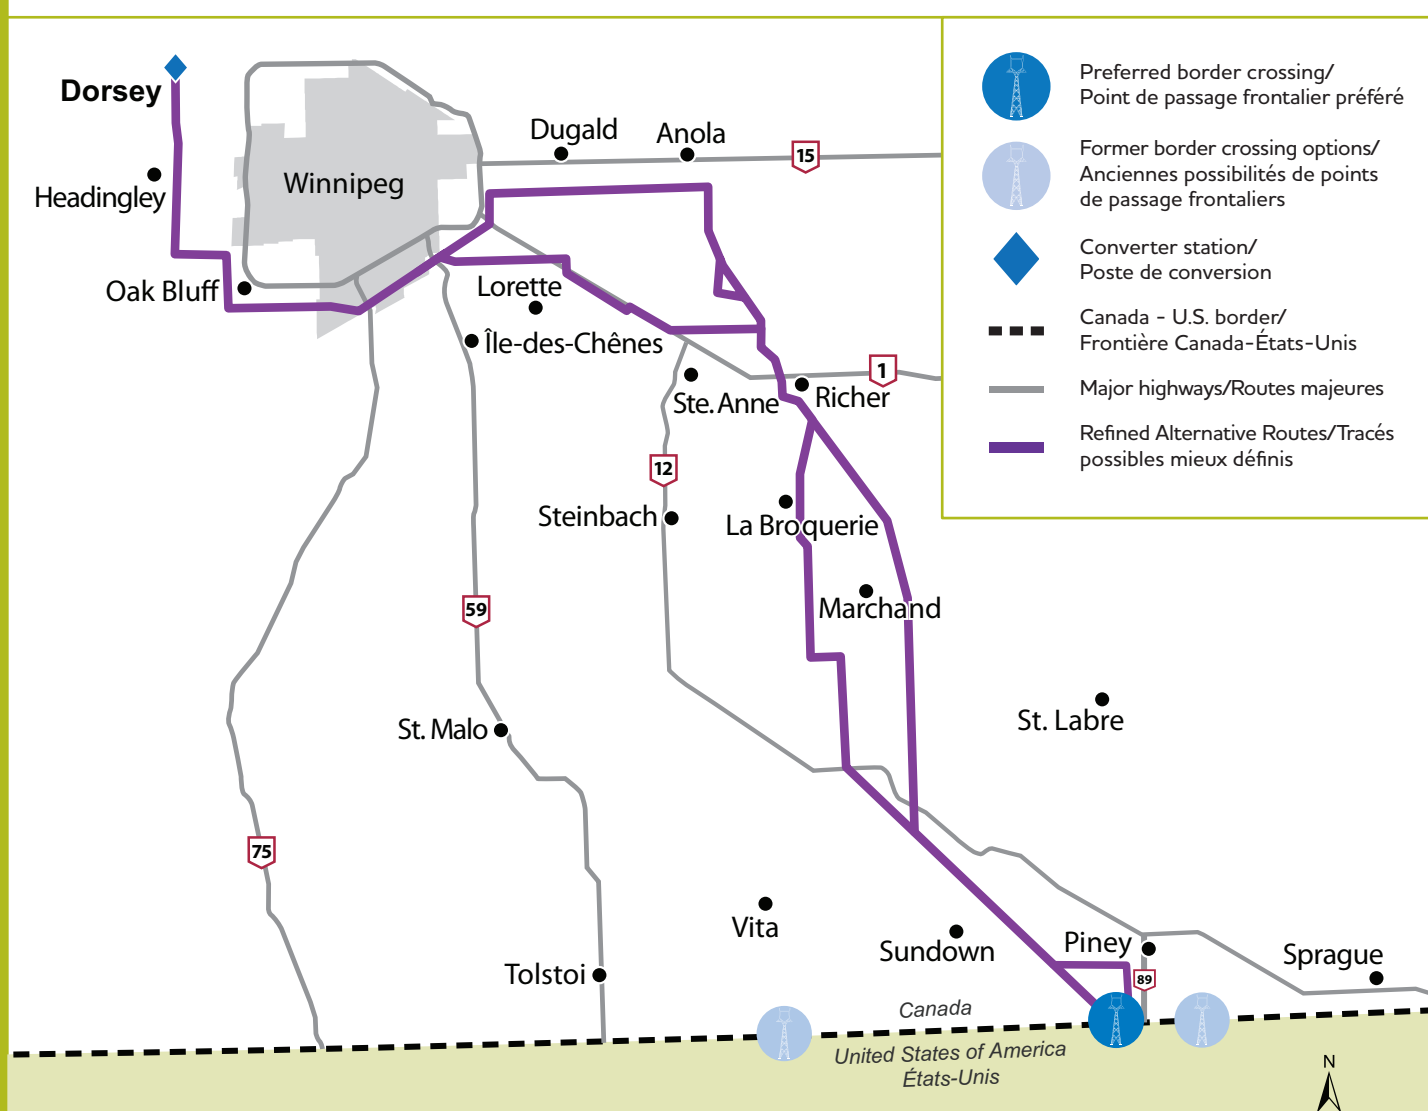 Dorsey
Headingley
Winnipeg
Oak Bluff
Dugald
Anola
15
Lorette
Île-des-Chênes
Ste. Anne
Richer
1
12
Steinbach
La Broquerie
59
Marchand
St. Malo
St. Labre
75
Vita
Sundown
Piney
Sprague
Tolstoi
89
Canada
United States of America
États-Unis
N
Preferred border crossing/
Point de passage frontalier préféré
Former border crossing options/
Anciennes possibilités de points
de passage frontaliers
Converter station/
Poste de conversion
Canada - U.S. border/
Frontière Canada-États-Unis
Major highways/Routes majeures
Refined Alternative Routes/Tracés
possibles mieux définis